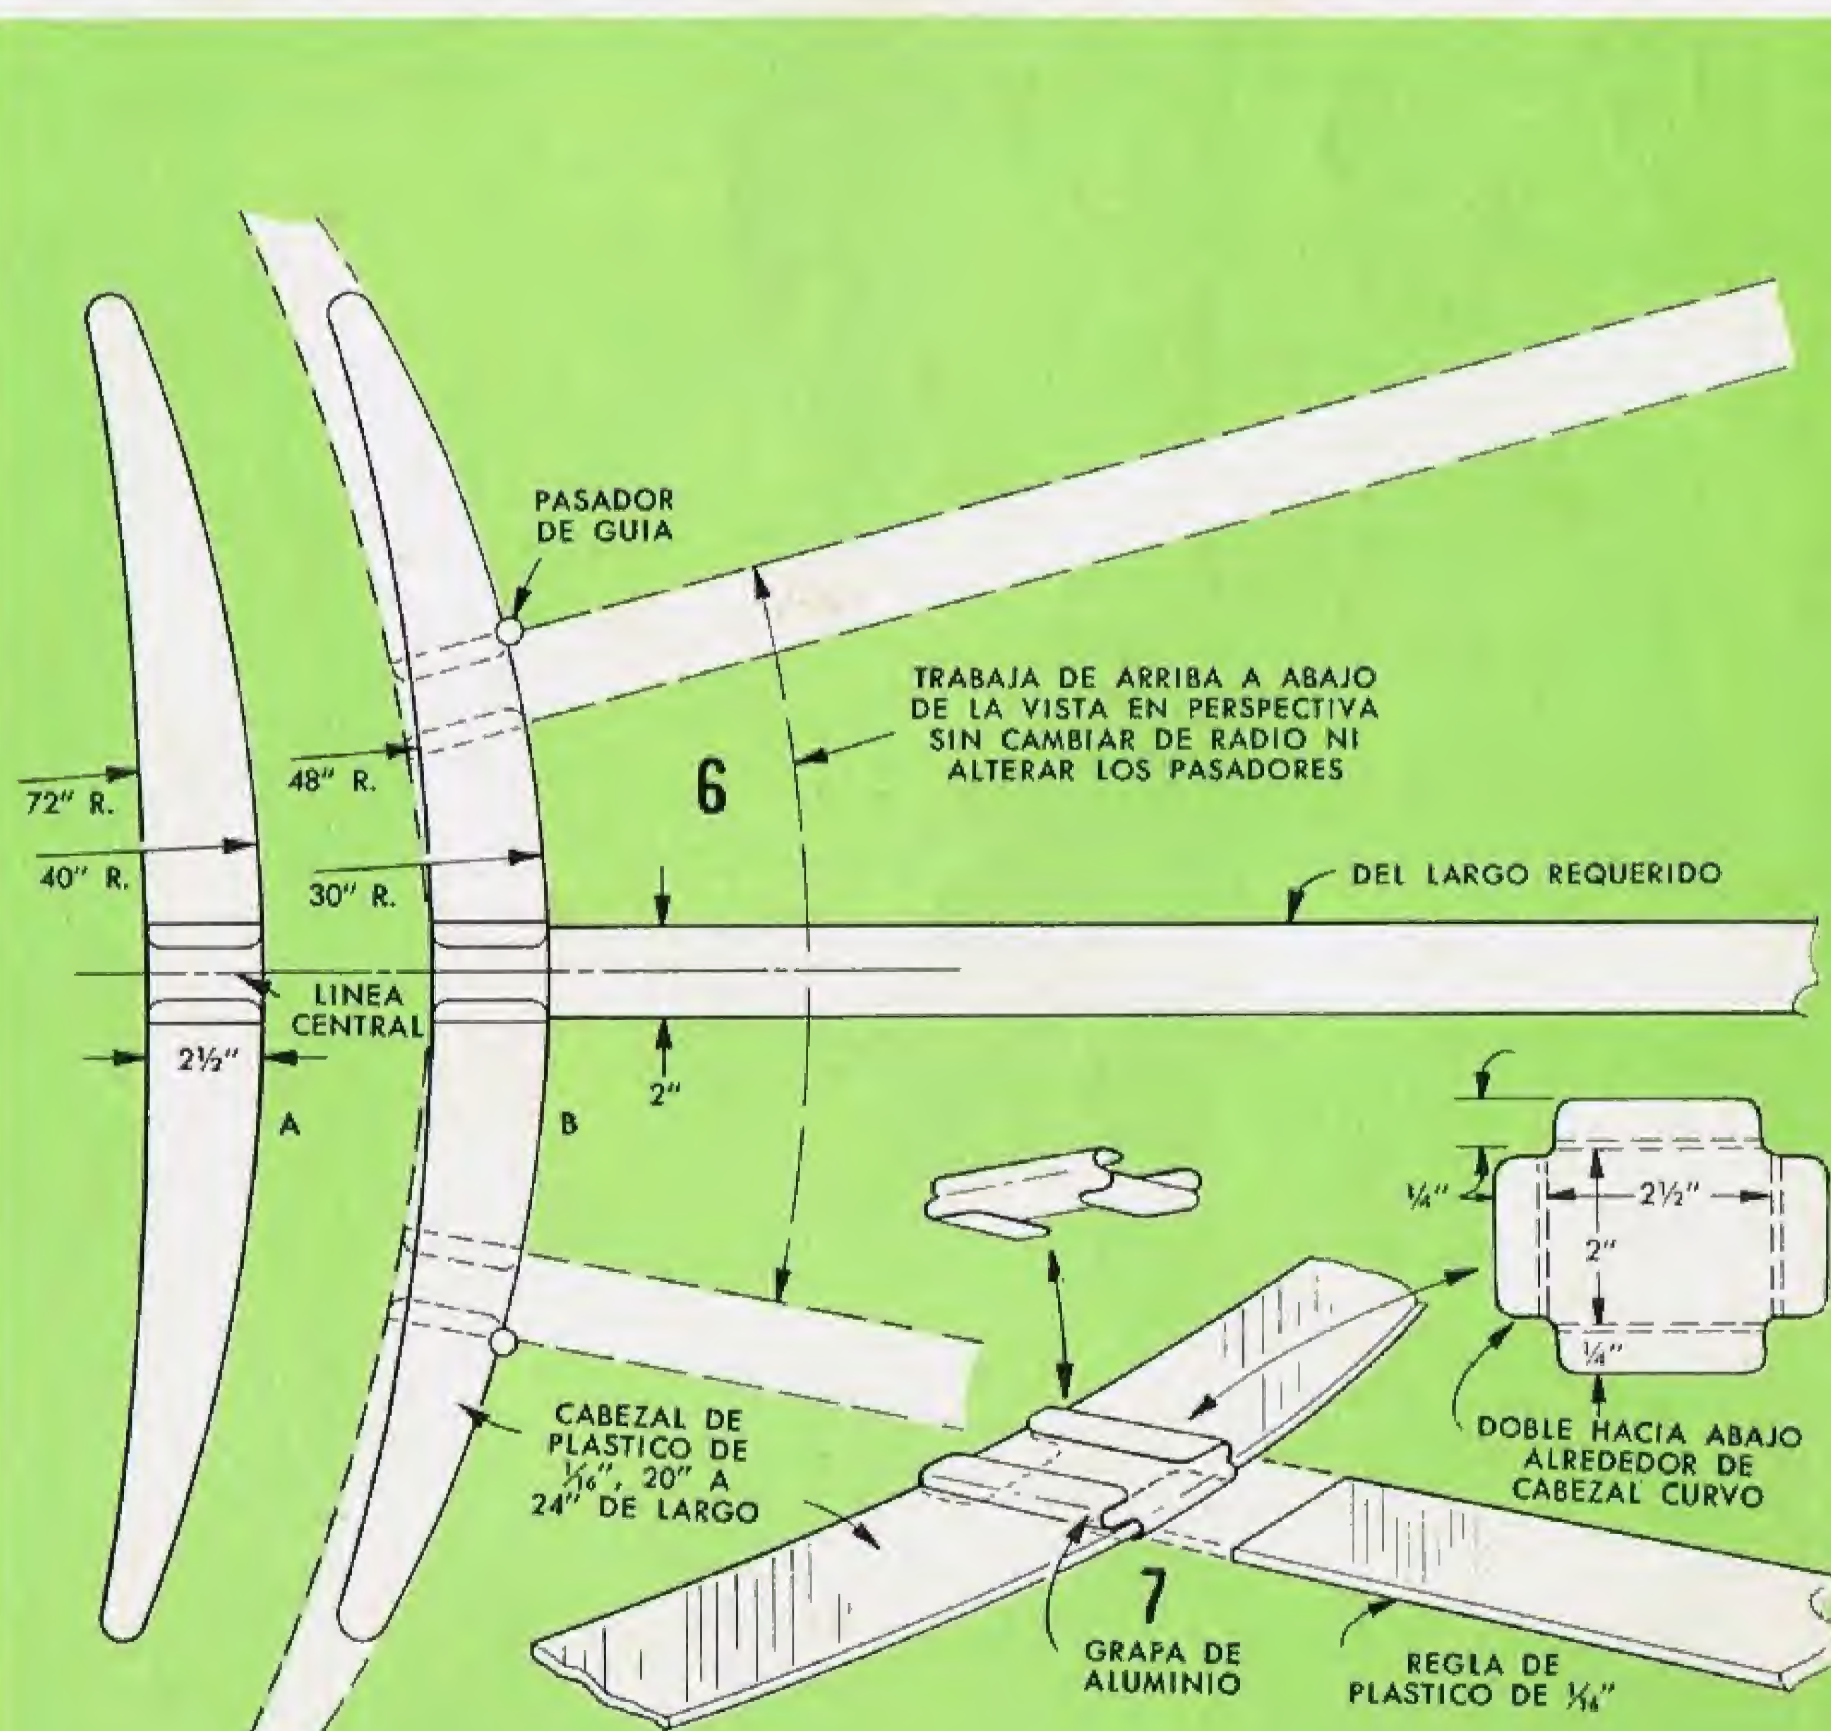 PASADOR
DE GUIA
TRABAJA DE ARRIBA A ABAJO
DE LA VISTA EN PERSPECTIVA
SIN CAMBIAR DE RADIO NI
ALTERAR LOS PASADORES
48" R.
72" R.
6
40" R.
30" R.
DEL LARGO REQUERIDO
LINEA
CENTRAL
2½"
2"
A
B
¼"
2½"
2"
¼"
CABEZAL DE
PLASTICO DE
1/16", 20" A
24" DE LARGO
DOBLE HACIA ABAJO
ALREDEDOR DE
CABEZAL CURVO
7
GRAPA DE
ALUMINIO
REGLA DE
PLASTICO DE 1/16"